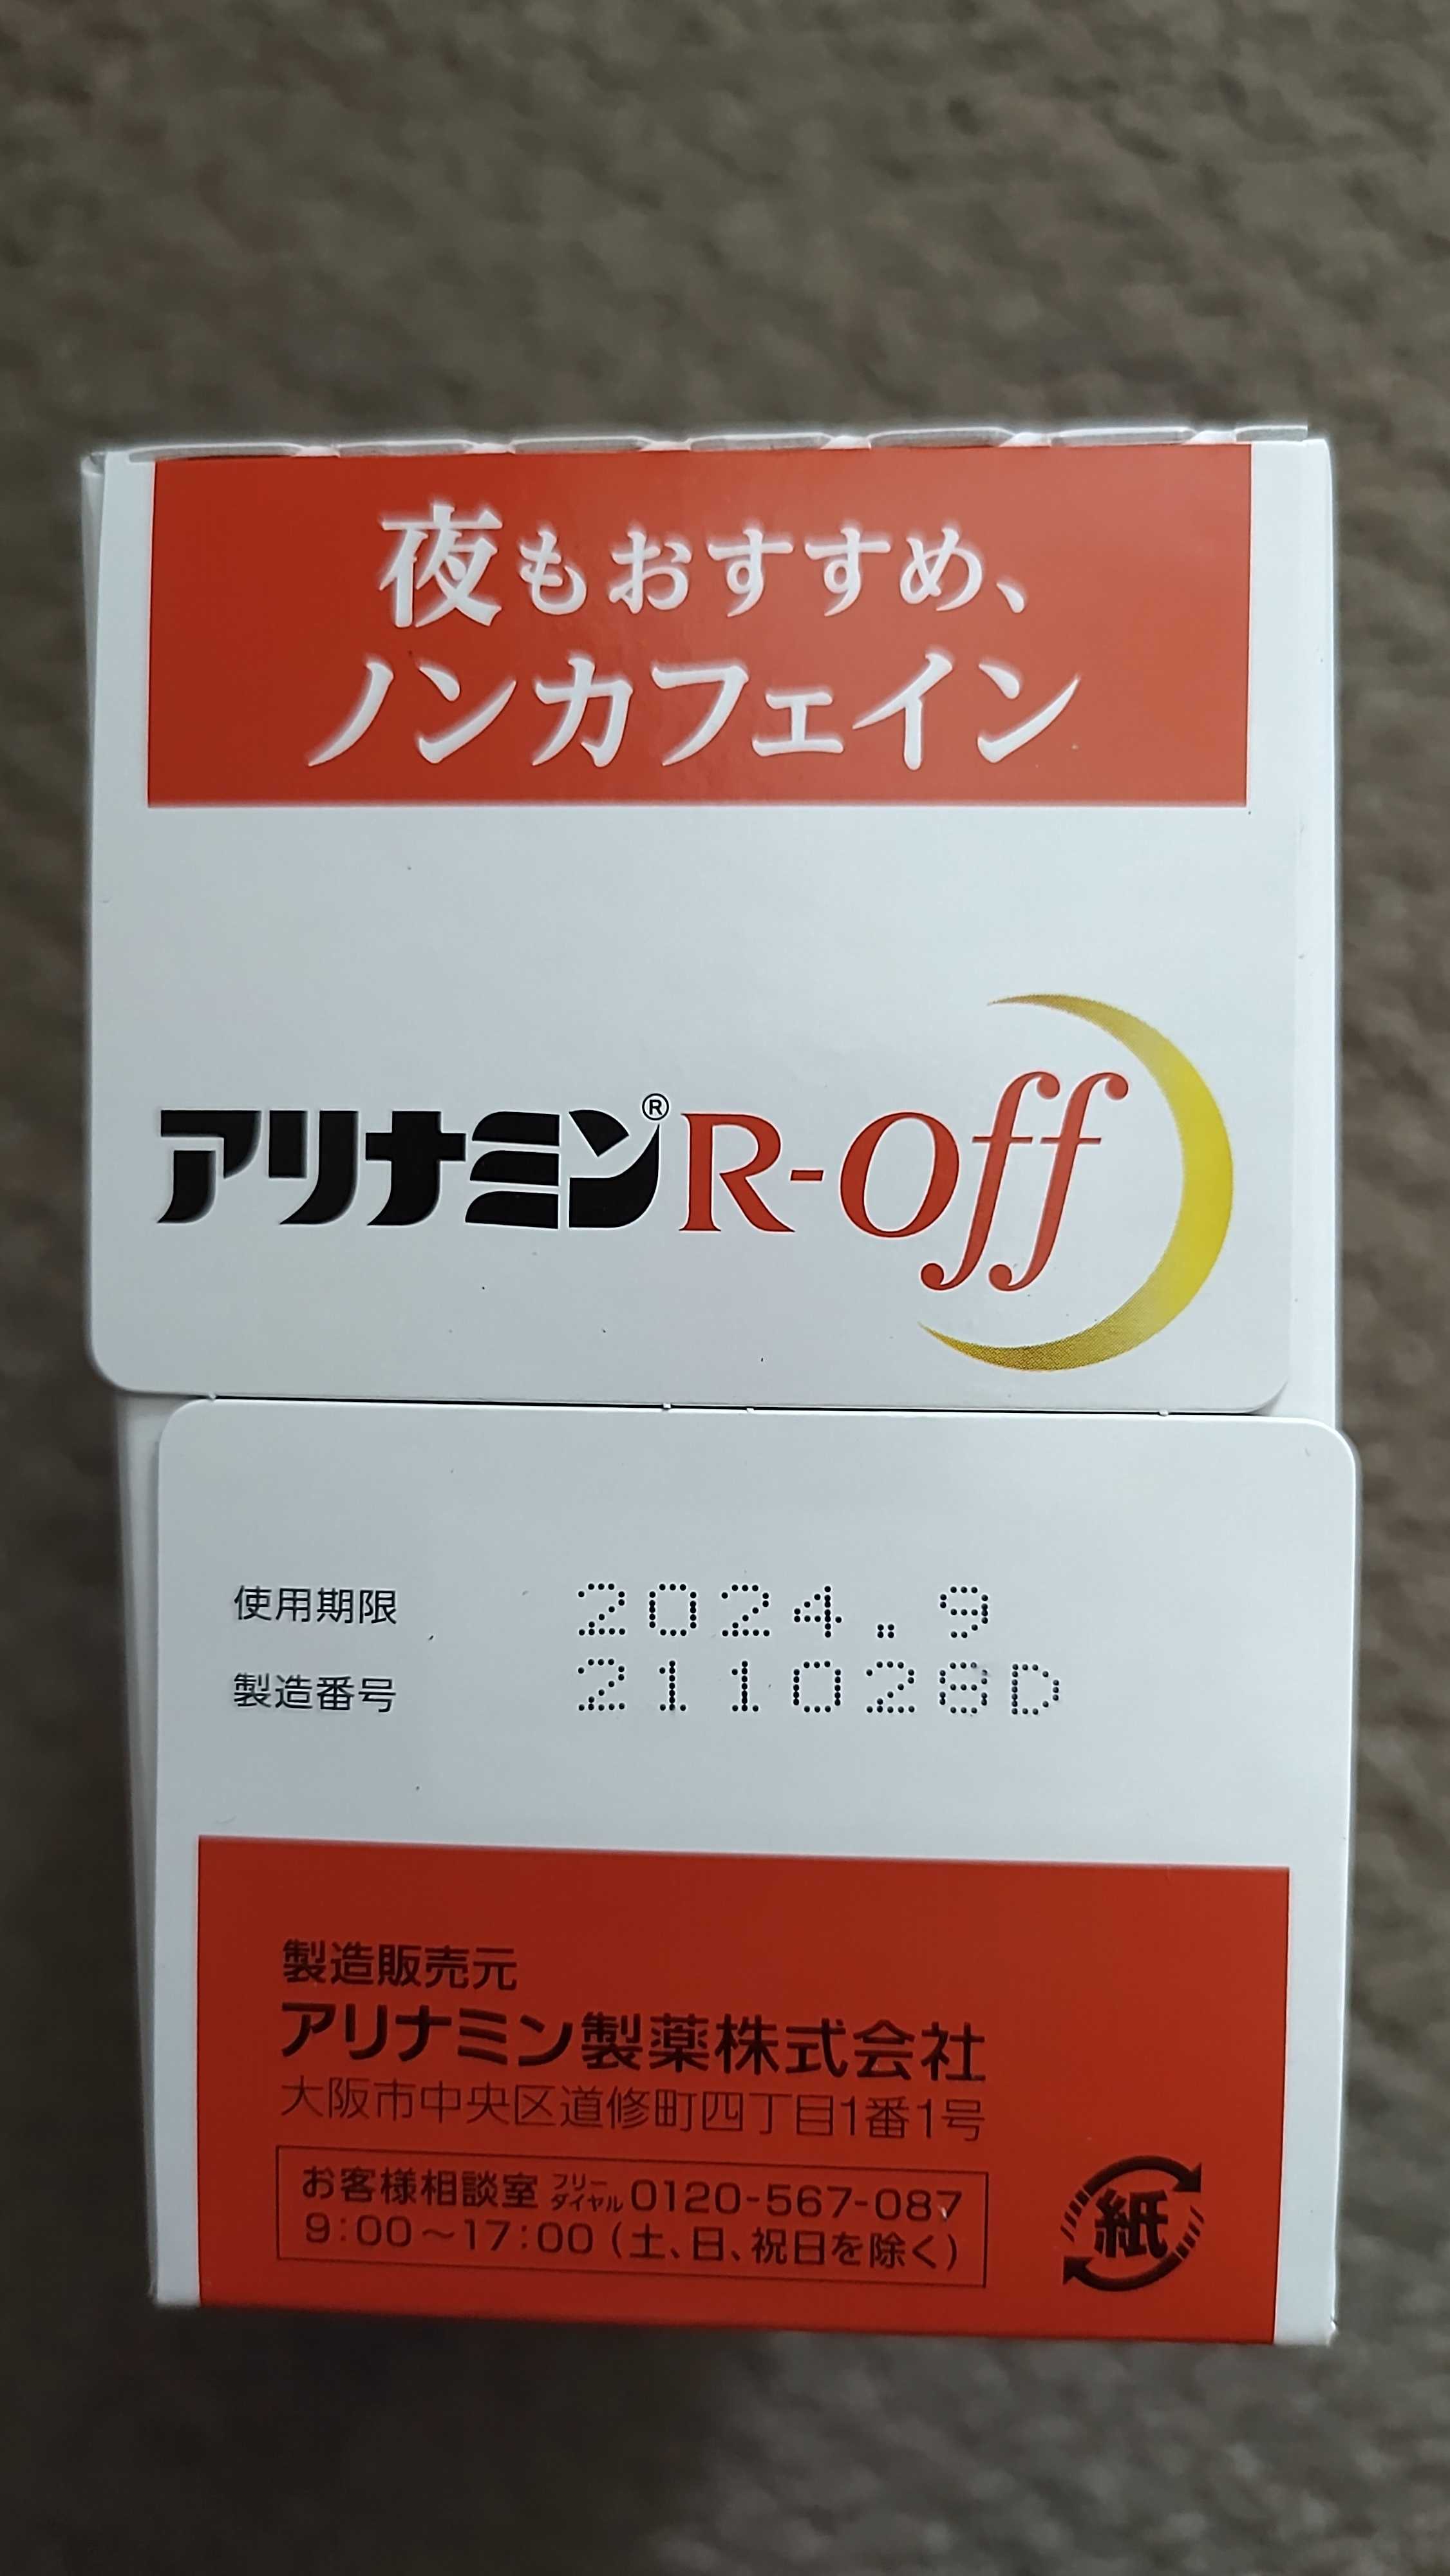 夜もおすすめ、
ノンカフェイン
アリナミン®R-Off
使用期限 2024.9
製造番号 211028D
製造販売元
アリナミン製薬株式会社
大阪市中央区道修町四丁目1番1号
お客様相談室 フリーダイヤル 0120-567-087
9:00〜17:00(土、日、祝日を除く)
紙